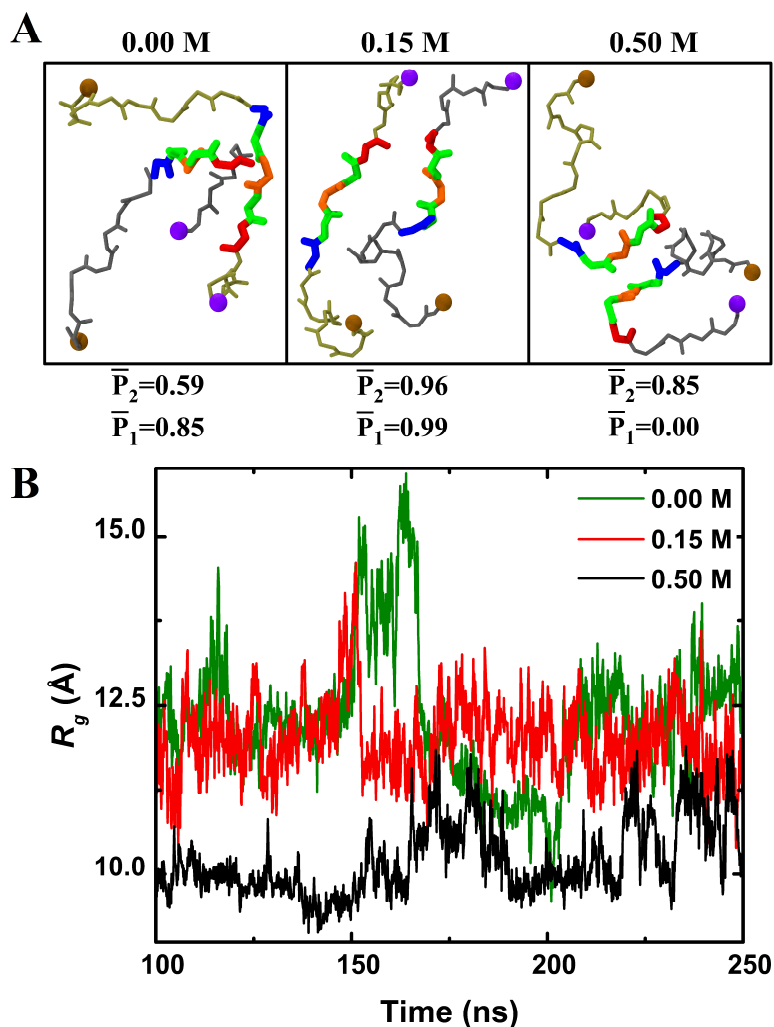 A
0.00 M 0.15 M 0.50 M
P̅₂=0.59 P̅₂=0.96 P̅₂=0.85
P̅₁=0.85 P̅₁=0.99 P̅₁=0.00
B
0.00 M
0.15 M
0.50 M
15.0
12.5
10.0
R_g (Å)
100 150 200 250
Time (ns)